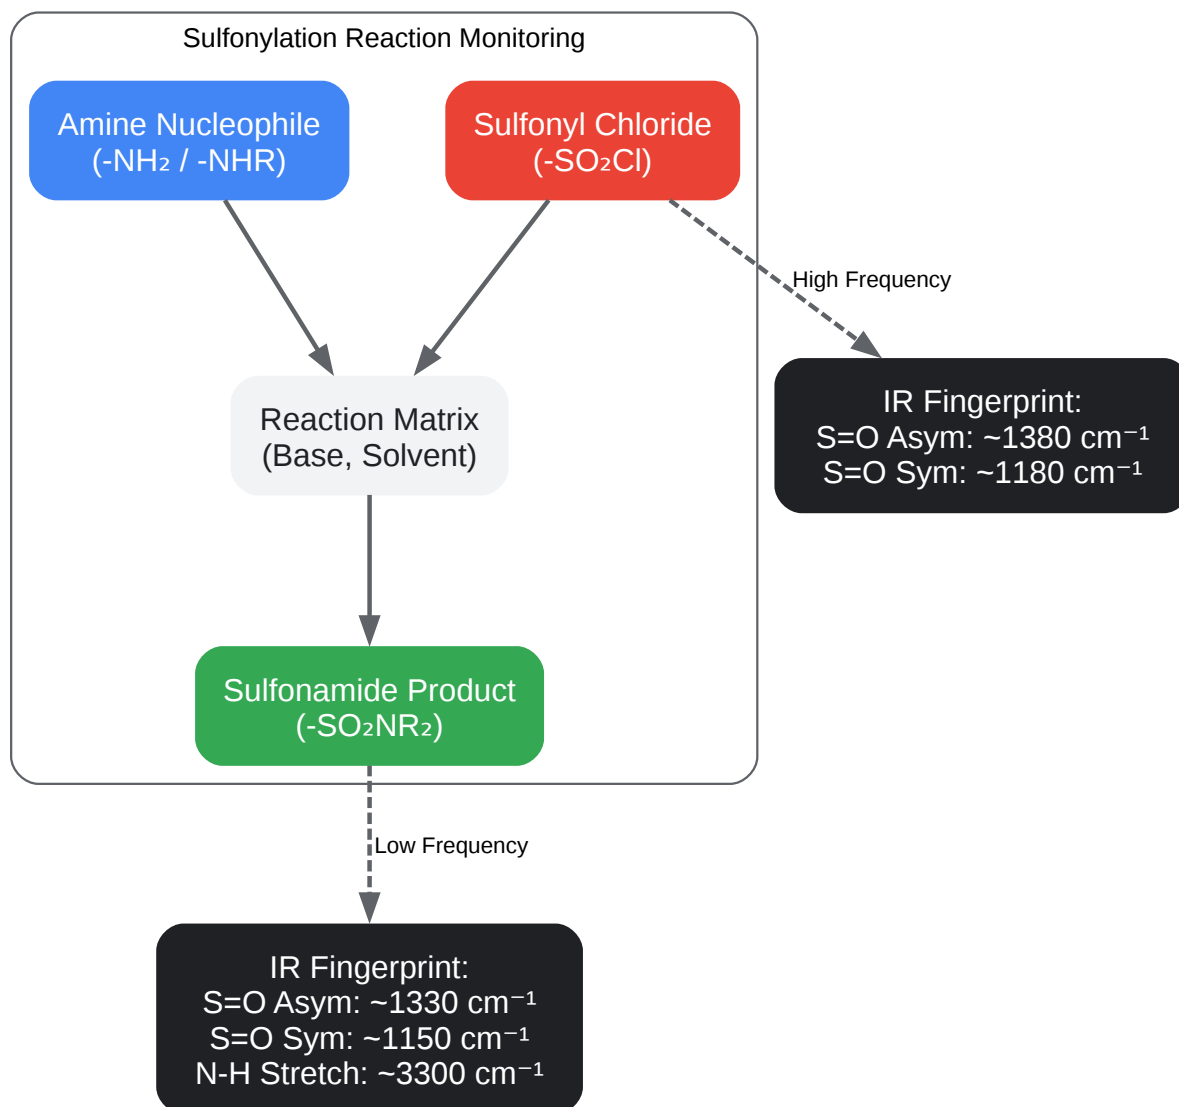 Sulfonylation Reaction Monitoring
Amine Nucleophile
(-NH₂ / -NHR)
Sulfonyl Chloride
(-SO₂Cl)
High Frequency
IR Fingerprint:
S=O Asym: ~1380 cm⁻¹
S=O Sym: ~1180 cm⁻¹
Reaction Matrix
(Base, Solvent)
Sulfonamide Product
(-SO₂NR₂)
Low Frequency
IR Fingerprint:
S=O Asym: ~1330 cm⁻¹
S=O Sym: ~1150 cm⁻¹
N-H Stretch: ~3300 cm⁻¹